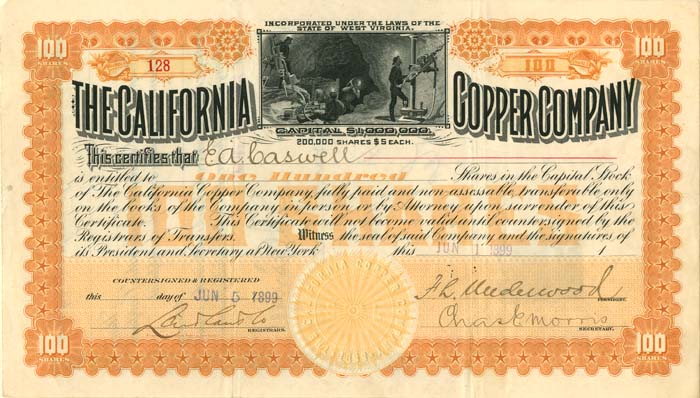 INCORPORATED UNDER THE LAWS OF THE
STATE OF WEST VIRGINIA.
100 SHARES
100 SHARES
128
100
THE CALIFORNIA COPPER COMPANY
CAPITAL $1,000,000.
200,000 SHARES $5 EACH.
This certifies that E.A. Caswell
is entitled to One Hundred Shares in the Capital Stock
of The California Copper Company fully paid and non-assessable, transferable only
on the books of the Company in person or by Attorney upon surrender of this
Certificate. This Certificate will not become valid until countersigned by the
Registrars of Transfers. Witness the seal of said Company and the signatures of
its President and Secretary at New York this JUN 1 1899 1
COUNTERSIGNED & REGISTERED
this day of JUN 5 1899
REGISTRARS.
F.L. Underwood
PRESIDENT.
Chas E Morris
SECRETARY.
100 SHARES
100 SHARES